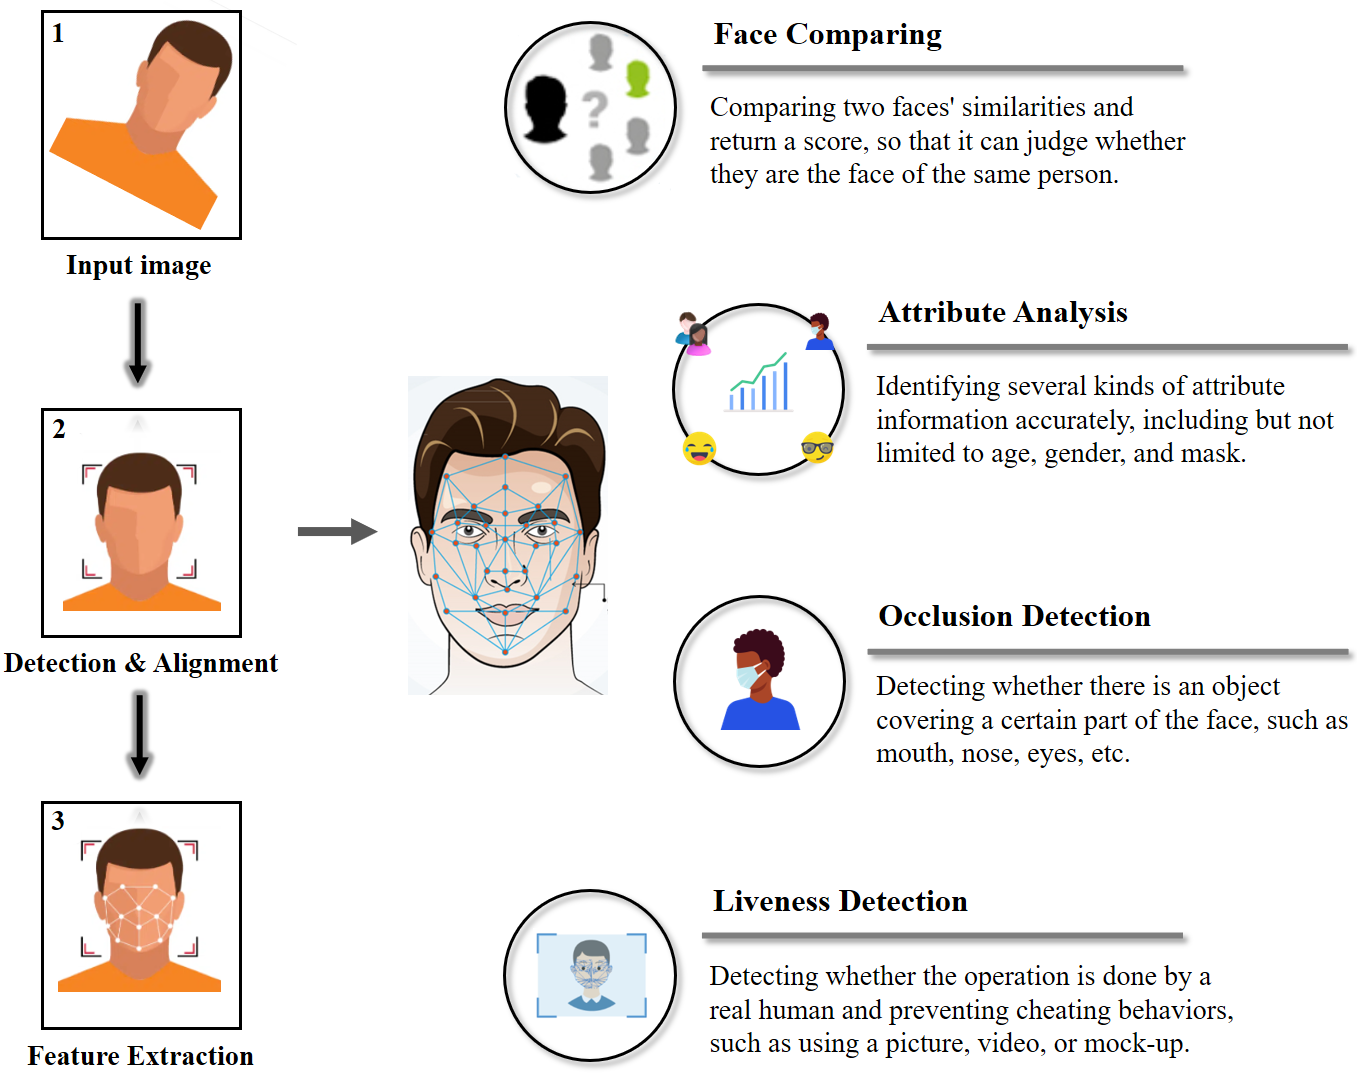 1
Input image
2
Detection & Alignment
3
Feature Extraction
Face Comparing
?
Comparing two faces' similarities and
return a score, so that it can judge whether
they are the face of the same person.
Attribute Analysis
Identifying several kinds of attribute
information accurately, including but not
limited to age, gender, and mask.
Occlusion Detection
Detecting whether there is an object
covering a certain part of the face, such as
mouth, nose, eyes, etc.
Liveness Detection
Detecting whether the operation is done by a
real human and preventing cheating behaviors,
such as using a picture, video, or mock-up.